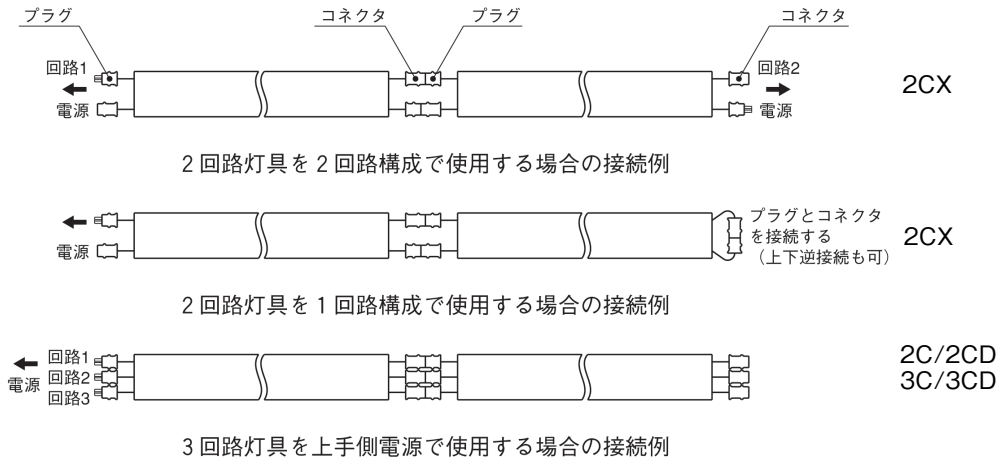 プラグ コネクタ プラグ コネクタ
回路1 回路2
電源 電源
2CX
2回路灯具を2回路構成で使用する場合の接続例
電源
プラグとコネクタ
を接続する
(上下逆接続も可)
2CX
2回路灯具を1回路構成で使用する場合の接続例
電源
回路1
回路2
回路3
2C/2CD
3C/3CD
3回路灯具を上手側電源で使用する場合の接続例